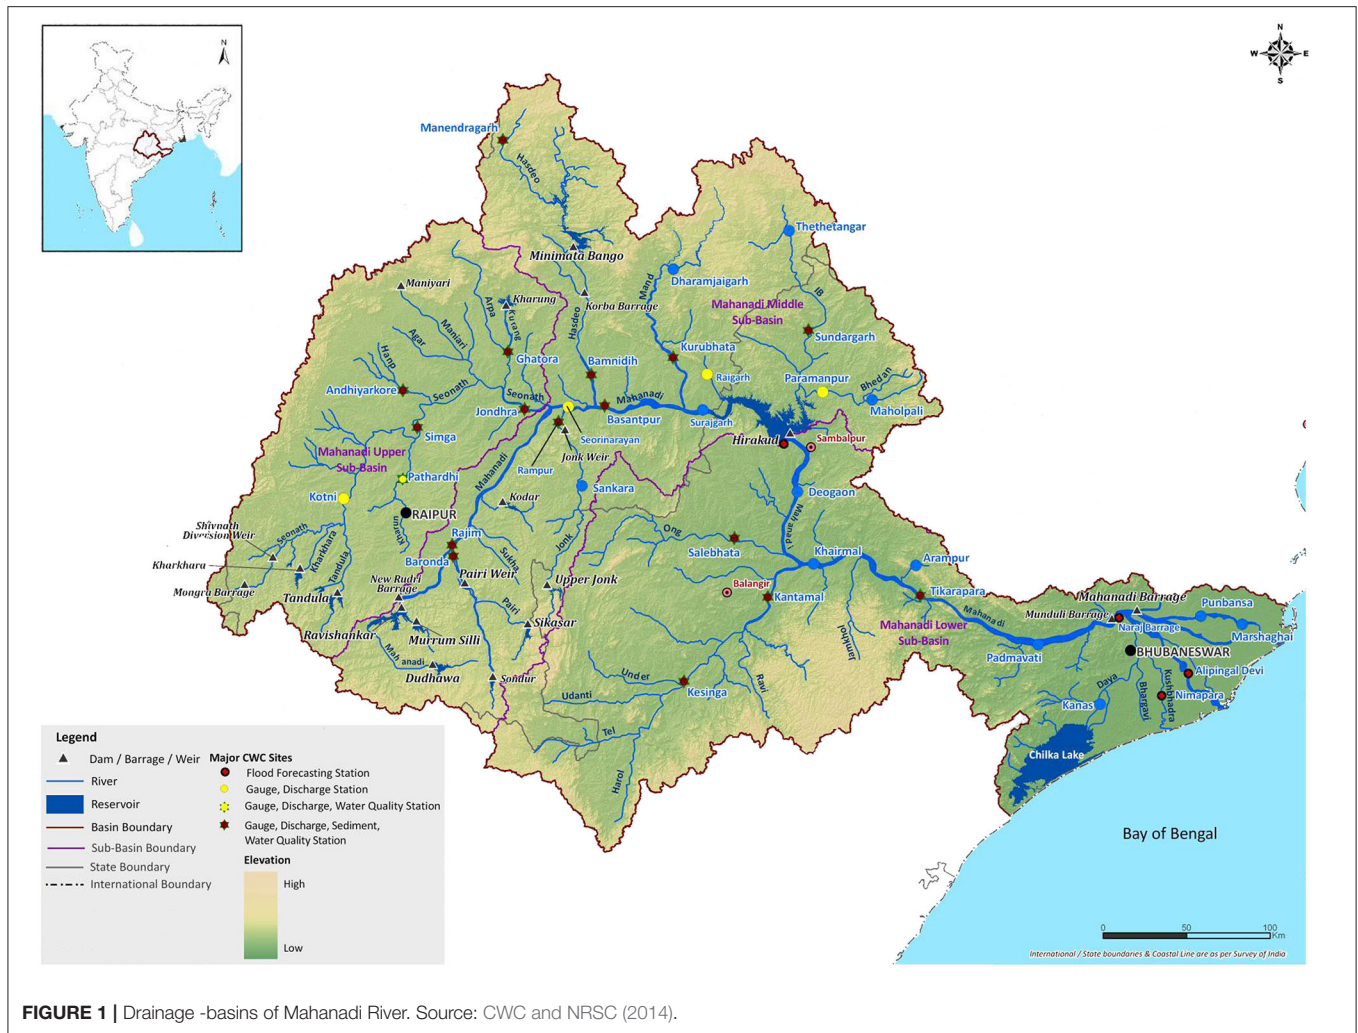 N
N
W E
S
Manendragarh
Hasdeo
Minimata Bango
Korba Barrage
Hasdeo
Thethetangar
Dharamjaigarh
Mand
IB
Mahanadi Middle
Sub-Basin
Sundargarh
Maniyari
Kharung
Arpa
Kurang
Maniari
Agar
Hanp
Ghatora
Kurubhata
Bamnidih
Raigarh
Paramanpur
Bhedan
Maholpali
Andhiyarkore
Seonath
Seonath
Jondhra
Mahanadi
Basantpur
Surajgarh
Seorinarayan
Simga
Hirakud
Sambalpur
Jonk Weir
Rampur
Mahanadi Upper
Sub-Basin
Pathardhi
Mahanadi
Sankara
Deogaon
Kotni
Kodar
RAIPUR
Kharun
Mahanadi
Shivnath
Diversion Weir
Seonath
Kharkhara
Tandula
Rajim
Ong
Salebhata
Khairmal
Arampur
Baronda
Sukha
Jonk
Kharkhara
Mongra Barrage
Tandula
New Rudri
Barrage
Pairi Weir
Upper Jonk
Balangir
Kantamal
Tikarapara
Mahanadi Barrage
Punbansa
Munduli Barrage
Naraj Barrage
Marshaghai
Mahanadi
Pairi
Sikasar
Mahanadi Lower
Sub-Basin
Ravishankar
Murrum Silli
Jamkhol
Padmavati
BHUBANESWAR
Mahanadi
Dudhawa
Sondur
Under
Udanti
Kesinga
Ravi
Daya
Bhargavi
Kushbhadra
Alipingal Devi
Nimapara
Kanas
Tel
Harol
Chilka Lake
Bay of Bengal
Legend
Dam / Barrage / Weir
River
Reservoir
Basin Boundary
Sub-Basin Boundary
State Boundary
International Boundary
Major CWC Sites
Flood Forecasting Station
Gauge, Discharge Station
Gauge, Discharge, Water Quality Station
Gauge, Discharge, Sediment,
Water Quality Station
Elevation
High
Low
0 50 100
Km
International / State boundaries & Coastal Line are as per Survey of India
FIGURE 1 | Drainage -basins of Mahanadi River. Source: CWC and NRSC (2014).